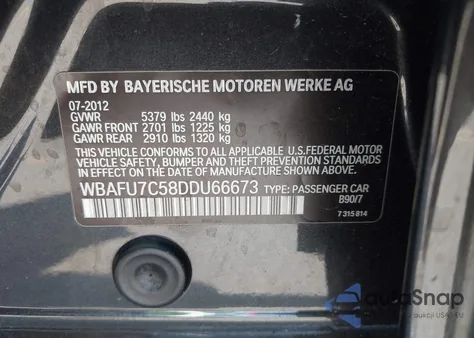 MFD BY BAYERISCHE MOTOREN WERKE AG
07-2012
GVWR 5379 lbs 2440 kg
GAWR FRONT 2701 lbs 1225 kg
GAWR REAR 2910 lbs 1320 kg
THIS VEHICLE CONFORMS TO ALL APPLICABLE U.S.FEDERAL MOTOR
VEHICLE SAFETY, BUMPER AND THEFT PREVENTION STANDARDS
IN EFFECT ON THE DATE OF MANUFACTURE SHOWN ABOVE.
WBAFU7C58DDU66673 TYPE: PASSENGER CAR
B90/7
7315814
autoSnap
aukcji USA i EU